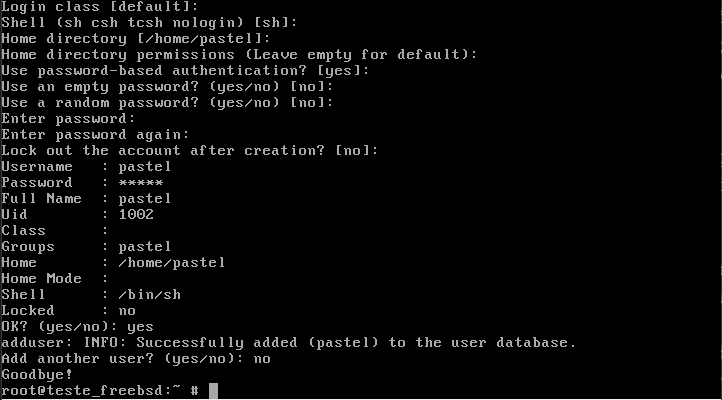 Login class [default]:
Shell (sh csh tcsh nologin) [sh]:
Home directory [/home/pastel]:
Home directory permissions (Leave empty for default):
Use password-based authentication? [yes]:
Use an empty password? (yes/no) [no]:
Use a random password? (yes/no) [no]:
Enter password:
Enter password again:
Lock out the account after creation? [no]:
Username   : pastel
Password   : *****
Full Name  : pastel
Uid        : 1002
Class      :
Groups     : pastel
Home       : /home/pastel
Home Mode  :
Shell      : /bin/sh
Locked     : no
OK? (yes/no): yes
adduser: INFO: Successfully added (pastel) to the user database.
Add another user? (yes/no): no
Goodbye!
root@teste_freebsd:~ #